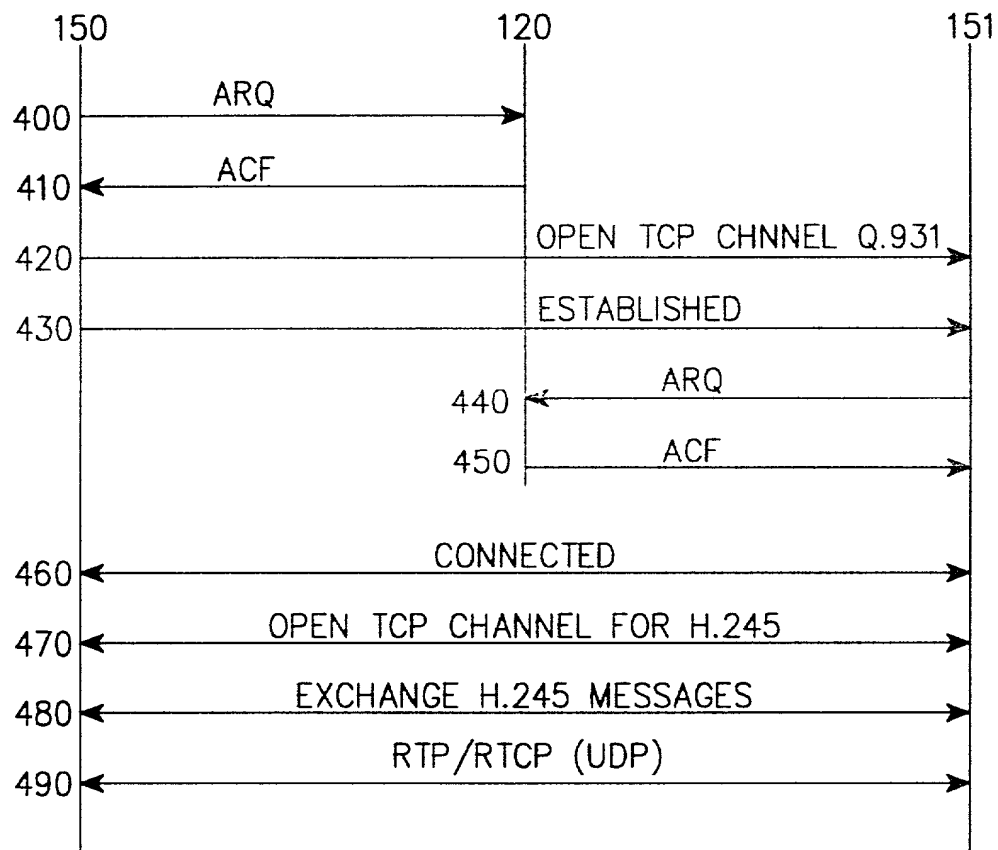 150 120 151
ARQ
400
ACF
410
OPEN TCP CHNNEL Q.931
420
ESTABLISHED
430
ARQ
440
ACF
450
CONNECTED
460
OPEN TCP CHANNEL FOR H.245
470
EXCHANGE H.245 MESSAGES
480
RTP/RTCP (UDP)
490